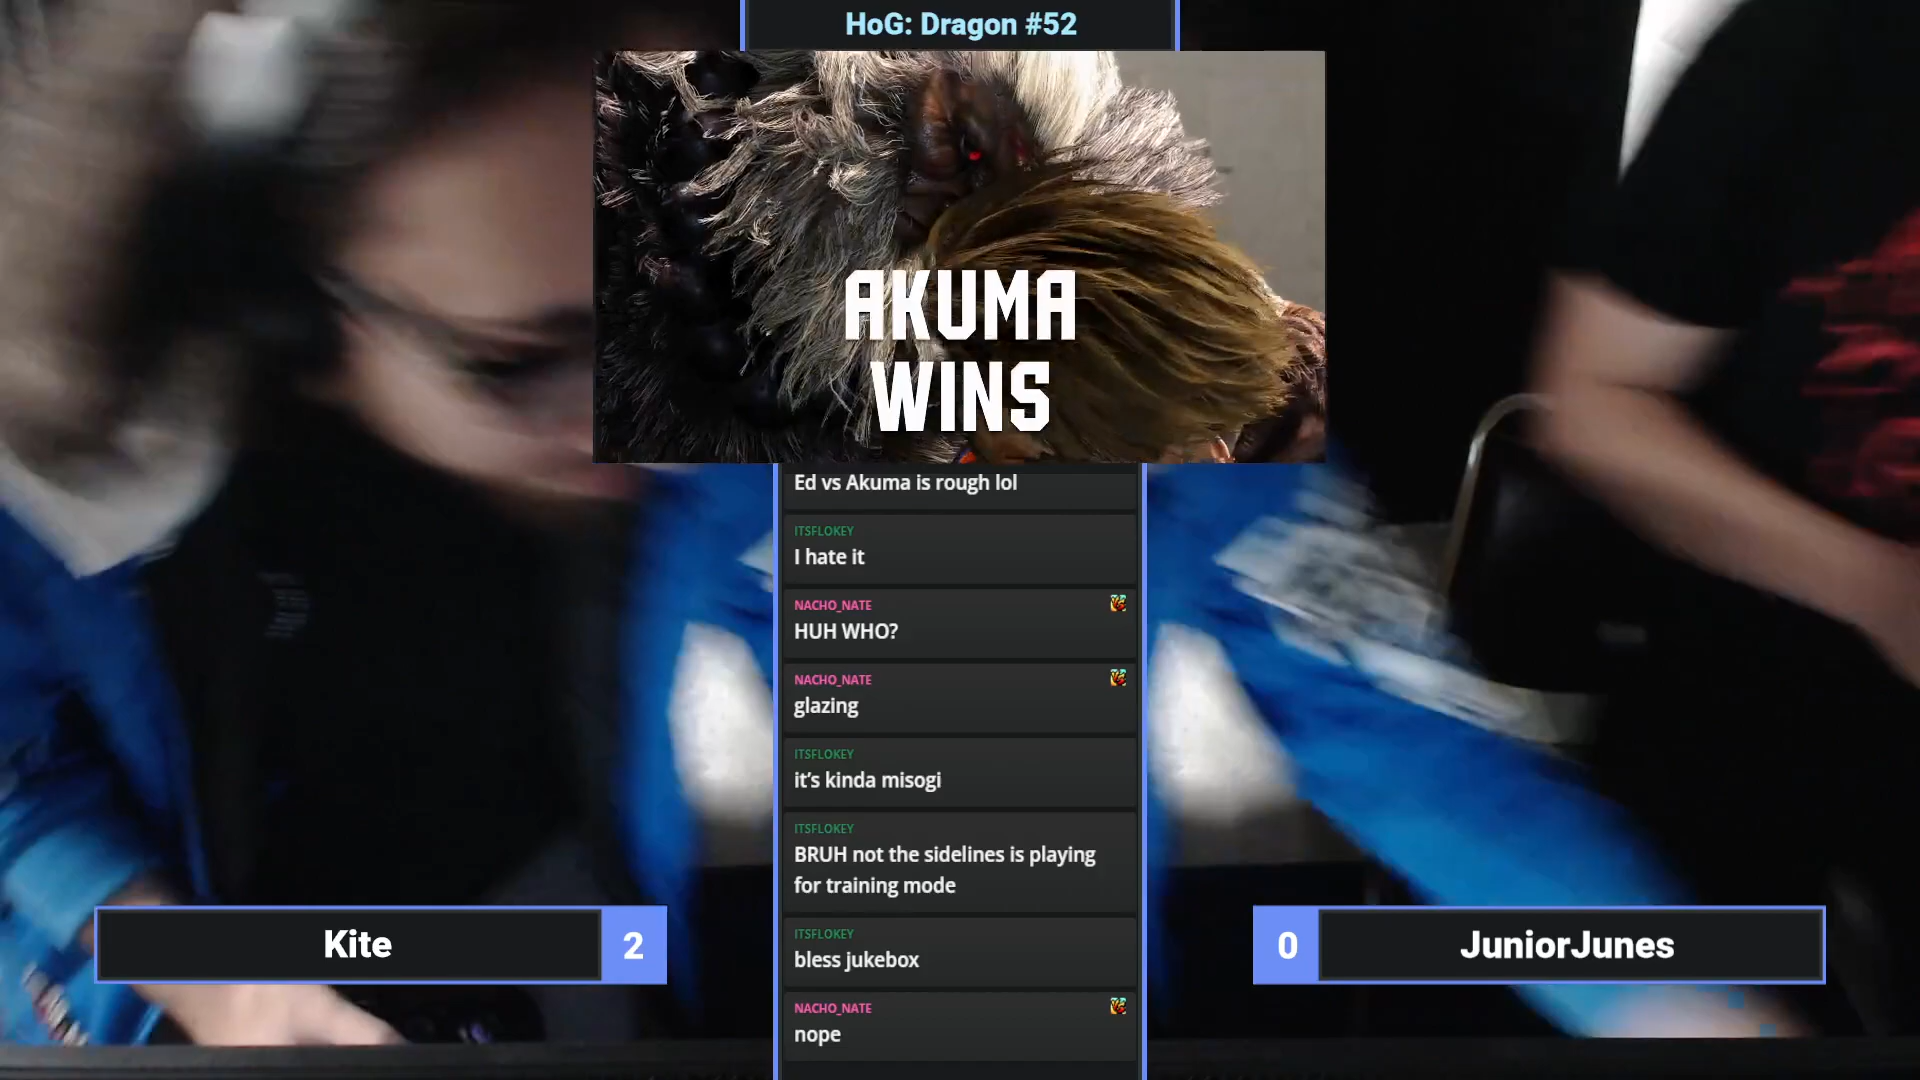 HoG: Dragon #52
AKUMA
WINS
Ed vs Akuma is rough lol
ITSFLOKEY
I hate it
NACHO_NATE
HUH WHO?
NACHO_NATE
glazing
ITSFLOKEY
it’s kinda misogi
ITSFLOKEY
BRUH not the sidelines is playing
for training mode
ITSFLOKEY
bless jukebox
NACHO_NATE
nope
Kite
2
0
JuniorJunes